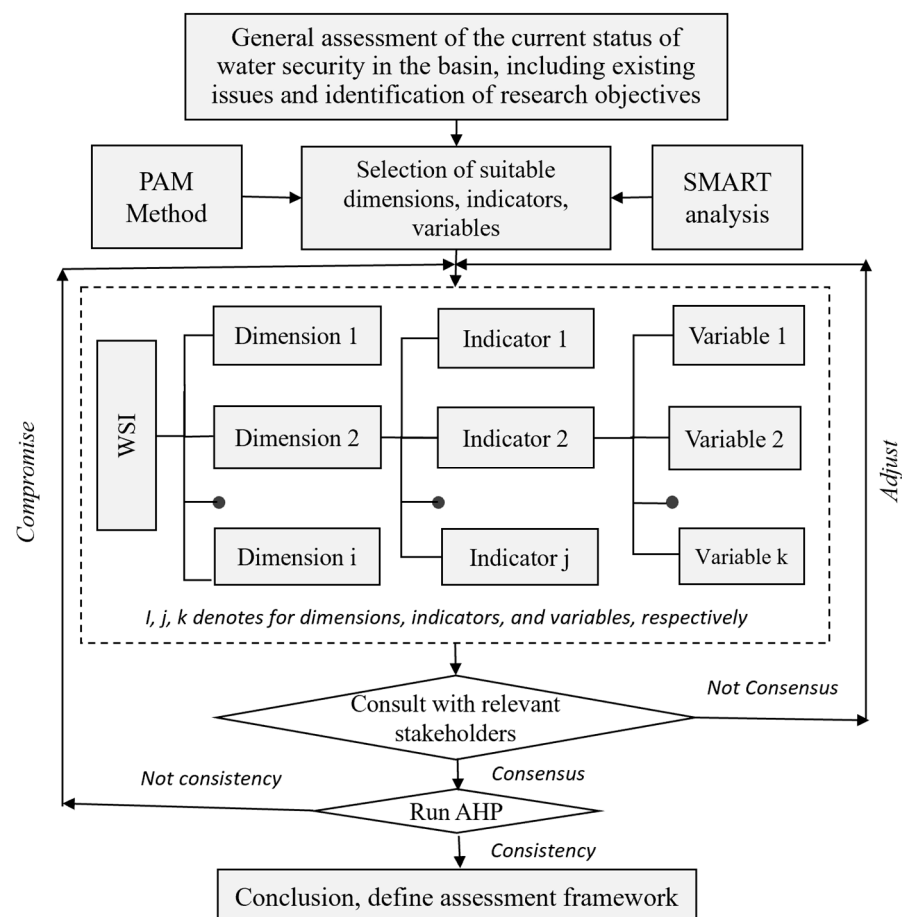 General assessment of the current status of
water security in the basin, including existing
issues and identification of research objectives
PAM
Method
Selection of suitable
dimensions, indicators,
variables
SMART
analysis
WSI
Dimension 1
Indicator 1
Variable 1
Dimension 2
Indicator 2
Variable 2
Dimension i
Indicator j
Variable k
I, j, k denotes for dimensions, indicators, and variables, respectively
Compromise
Adjust
Consult with relevant
stakeholders
Not Consensus
Consensus
Not consistency
Run AHP
Consistency
Conclusion, define assessment framework